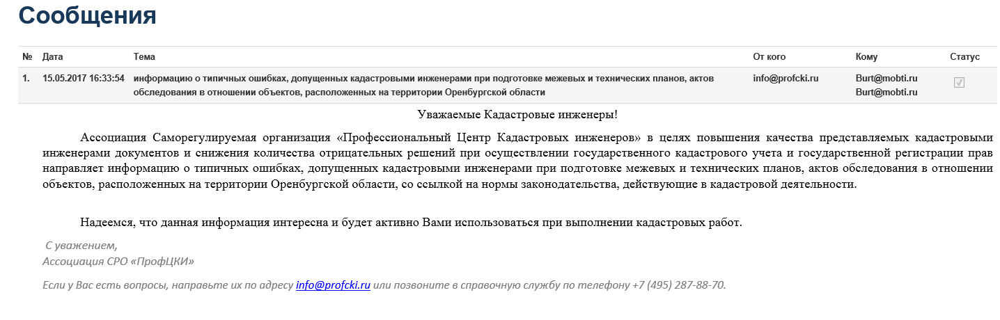 Сообщения
№ Дата Тема От кого Кому Статус
1. 15.05.2017 16:33:54 информацию о типичных ошибках, допущенных кадастровыми инженерами при подготовке межевых и технических планов, актов info@profcki.ru Burt@mobti.ru
обследования в отношении объектов, расположенных на территории Оренбургской области Burt@mobti.ru
Уважаемые Кадастровые инженеры!
Ассоциация Саморегулируемая организация «Профессиональный Центр Кадастровых инженеров» в целях повышения качества представляемых кадастровыми
инженерами документов и снижения количества отрицательных решений при осуществлении государственного кадастрового учета и государственной регистрации прав
направляет информацию о типичных ошибках, допущенных кадастровыми инженерами при подготовке межевых и технических планов, актов обследования в отношении
объектов, расположенных на территории Оренбургской области, со ссылкой на нормы законодательства, действующие в кадастровой деятельности.
Надеемся, что данная информация интересна и будет активно Вами использоваться при выполнении кадастровых работ.
С уважением,
Ассоциация СРО «ПрофЦКИ»
Если у Вас есть вопросы, направьте их по адресу info@profcki.ru или позвоните в справочную службу по телефону +7 (495) 287-88-70.